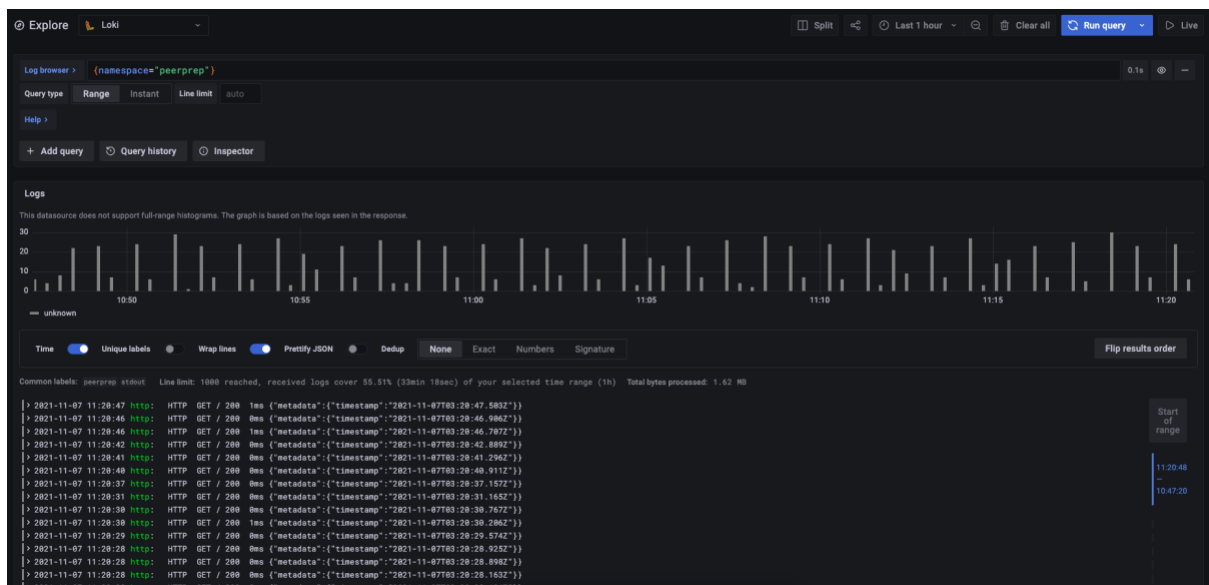 Explore Loki Split Last 1 hour Clear all Run query Live
Log browser > {namespace="peerprep"} 0.1s
Query type Range Instant Line limit auto
Help >
+ Add query Query history Inspector
Logs
This datasource does not support full-range histograms. The graph is based on the logs seen in the response.
30
20
10
0
10:50 10:55 11:00 11:05 11:10 11:15 11:20
unknown
Time Unique labels Wrap lines Prettify JSON Dedup None Exact Numbers Signature Flip results order
Common labels: peerprep stdout Line limit: 1000 reached, received logs cover 55.51% (33min 18sec) of your selected time range (1h) Total bytes processed: 1.62 MB
> 2021-11-07 11:20:47 http: HTTP GET / 200 1ms {"metadata":{"timestamp":"2021-11-07T03:20:47.503Z"}}
> 2021-11-07 11:20:46 http: HTTP GET / 200 0ms {"metadata":{"timestamp":"2021-11-07T03:20:46.906Z"}}
> 2021-11-07 11:20:46 http: HTTP GET / 200 1ms {"metadata":{"timestamp":"2021-11-07T03:20:46.707Z"}}
> 2021-11-07 11:20:42 http: HTTP GET / 200 0ms {"metadata":{"timestamp":"2021-11-07T03:20:42.809Z"}}
> 2021-11-07 11:20:41 http: HTTP GET / 200 0ms {"metadata":{"timestamp":"2021-11-07T03:20:41.296Z"}}
> 2021-11-07 11:20:40 http: HTTP GET / 200 0ms {"metadata":{"timestamp":"2021-11-07T03:20:40.911Z"}}
> 2021-11-07 11:20:37 http: HTTP GET / 200 0ms {"metadata":{"timestamp":"2021-11-07T03:20:37.157Z"}}
> 2021-11-07 11:20:31 http: HTTP GET / 200 0ms {"metadata":{"timestamp":"2021-11-07T03:20:31.165Z"}}
> 2021-11-07 11:20:30 http: HTTP GET / 200 0ms {"metadata":{"timestamp":"2021-11-07T03:20:30.767Z"}}
> 2021-11-07 11:20:30 http: HTTP GET / 200 1ms {"metadata":{"timestamp":"2021-11-07T03:20:30.206Z"}}
> 2021-11-07 11:20:29 http: HTTP GET / 200 0ms {"metadata":{"timestamp":"2021-11-07T03:20:29.574Z"}}
> 2021-11-07 11:20:28 http: HTTP GET / 200 0ms {"metadata":{"timestamp":"2021-11-07T03:20:28.925Z"}}
> 2021-11-07 11:20:28 http: HTTP GET / 200 0ms {"metadata":{"timestamp":"2021-11-07T03:20:28.898Z"}}
> 2021-11-07 11:20:28 http: HTTP GET / 200 0ms {"metadata":{"timestamp":"2021-11-07T03:20:28.163Z"}}
Start
of
range
11:20:48
—
10:47:20